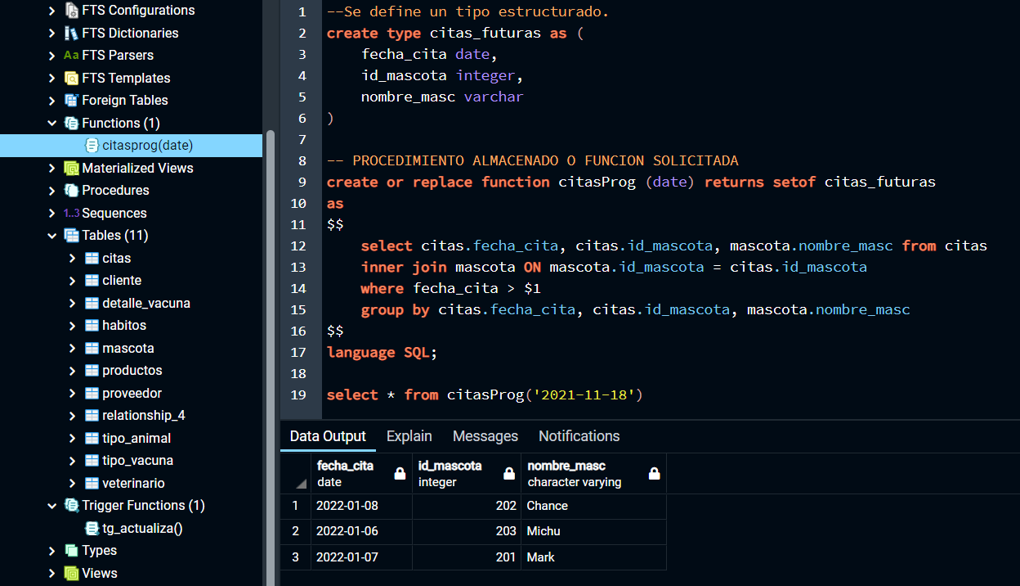 FTS Configurations
FTS Dictionaries
Aa FTS Parsers
FTS Templates
Foreign Tables
Functions (1)
citasprog(date)
Materialized Views
Procedures
1..3 Sequences
Tables (11)
citas
cliente
detalle_vacuna
habitos
mascota
productos
proveedor
relationship_4
tipo_animal
tipo_vacuna
veterinario
Trigger Functions (1)
tg_actualiza()
Types
Views
1 --Se define un tipo estructurado.
2 create type citas_futuras as (
3 fecha_cita date,
4 id_mascota integer,
5 nombre_masc varchar
6 )
7
8 -- PROCEDIMIENTO ALMACENADO O FUNCION SOLICITADA
9 create or replace function citasProg (date) returns setof citas_futuras
10 as
11 $$
12 select citas.fecha_cita, citas.id_mascota, mascota.nombre_masc from citas
13 inner join mascota ON mascota.id_mascota = citas.id_mascota
14 where fecha_cita > $1
15 group by citas.fecha_cita, citas.id_mascota, mascota.nombre_masc
16 $$
17 language SQL;
18
19 select * from citasProg('2021-11-18')
Data Output Explain Messages Notifications
fecha_cita id_mascota nombre_masc
date integer character varying
1 2022-01-08 202 Chance
2 2022-01-06 203 Michu
3 2022-01-07 201 Mark